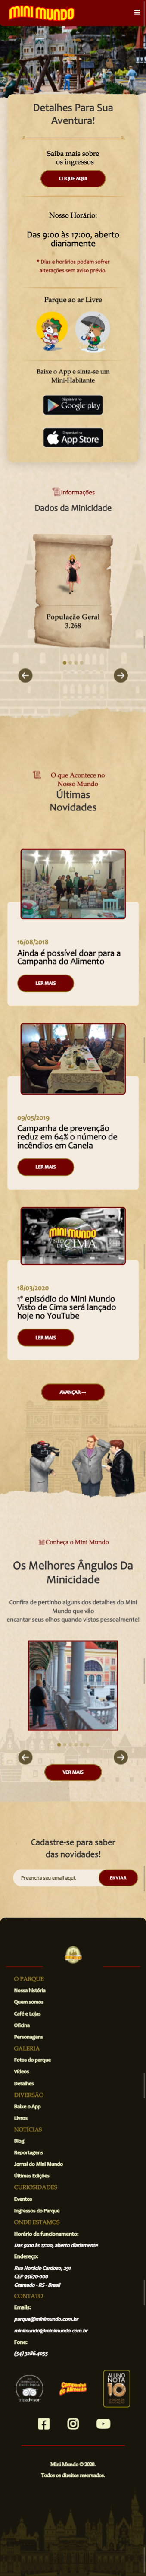 MINI MUNDO
Detalhes Para Sua
Aventura!
Saiba mais sobre
os ingressos
CLIQUE AQUI
Nosso Horário:
Das 9:00 às 17:00, aberto
diariamente
* Dias e horários podem sofrer
alterações sem aviso prévio.
Parque ao ar Livre
Baixe o App e sinta-se um
Mini-Habitante
Google play
App Store
Informações
Dados da Minicidade
População Geral
3.268
O que Acontece no
Nosso Mundo
Últimas
Novidades
16/08/2018
Ainda é possível doar para a
Campanha do Alimento
LER MAIS
09/05/2019
Campanha de prevenção
reduz em 64% o número de
incêndios em Canela
LER MAIS
MINI MUNDO
CIMA
18/03/2020
1º episódio do Mini Mundo
Visto de Cima será lançado
hoje no YouTube
LER MAIS
AVANÇAR →
Conheça o Mini Mundo
Os Melhores Ângulos Da
Minicidade
Confira de pertinho alguns dos detalhes do Mini
Mundo que vão
encantar seus olhos quando vistos pessoalmente!
VER MAIS
Cadastre-se para saber
das novidades!
Preencha seu email aqui.
ENVIAR
O PARQUE
Nossa história
Quem somos
Café e Lojas
Oficina
Personagens
GALERIA
Fotos do parque
Vídeos
Detalhes
DIVERSÃO
Baixe o App
Livros
NOTÍCIAS
Blog
Reportagens
Jornal do Mini Mundo
Últimas Edições
CURIOSIDADES
Eventos
Ingressos do Parque
ONDE ESTAMOS
Horário de funcionamento:
Das 9:00 às 17:00, aberto diariamente
Endereço:
Rua Horácio Cardoso, 291
CEP 95670-000
Gramado - RS - Brasil
CONTATO
Emails:
parque@minimundo.com.br
minimundo@minimundo.com.br
Fone:
(54) 3286.4055
tripadvisor
Campanha do
Alimento
ALUNO
NOTA
10
Mini Mundo © 2020.
Todos os direitos reservados.